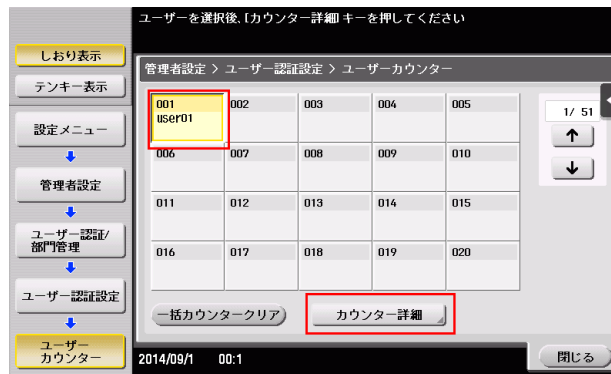 ユーザーを選択後、[カウンター詳細]キーを押してください
しおり表示
テンキー表示
設定メニュー
管理者設定
ユーザー認証/
部門管理
ユーザー認証設定
ユーザー
カウンター
管理者設定 > ユーザー認証設定 > ユーザーカウンター
001 002 003 004 005
user01
006 007 008 009 010
011 012 013 014 015
016 017 018 019 020
1/ 51
↑
↓
一括カウンタークリア
カウンター詳細
2014/09/1 00:1
閉じる